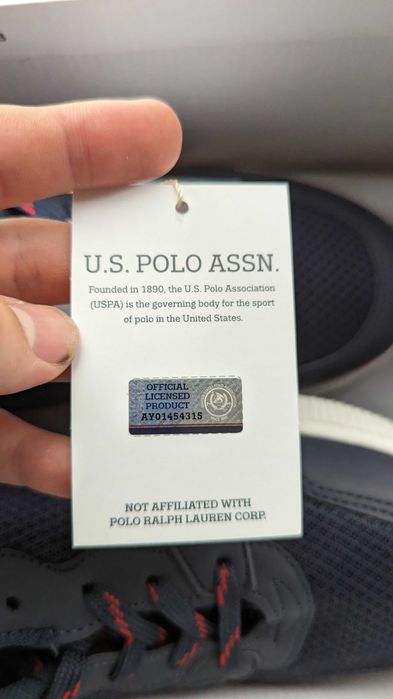 U.S. POLO ASSN.
Founded in 1890, the U.S. Polo Association
(USPA) is the governing body for the sport
of polo in the United States.
OFFICIAL
LICENSED
PRODUCT
AY01454315
NOT AFFILIATED WITH
POLO RALPH LAUREN CORP.